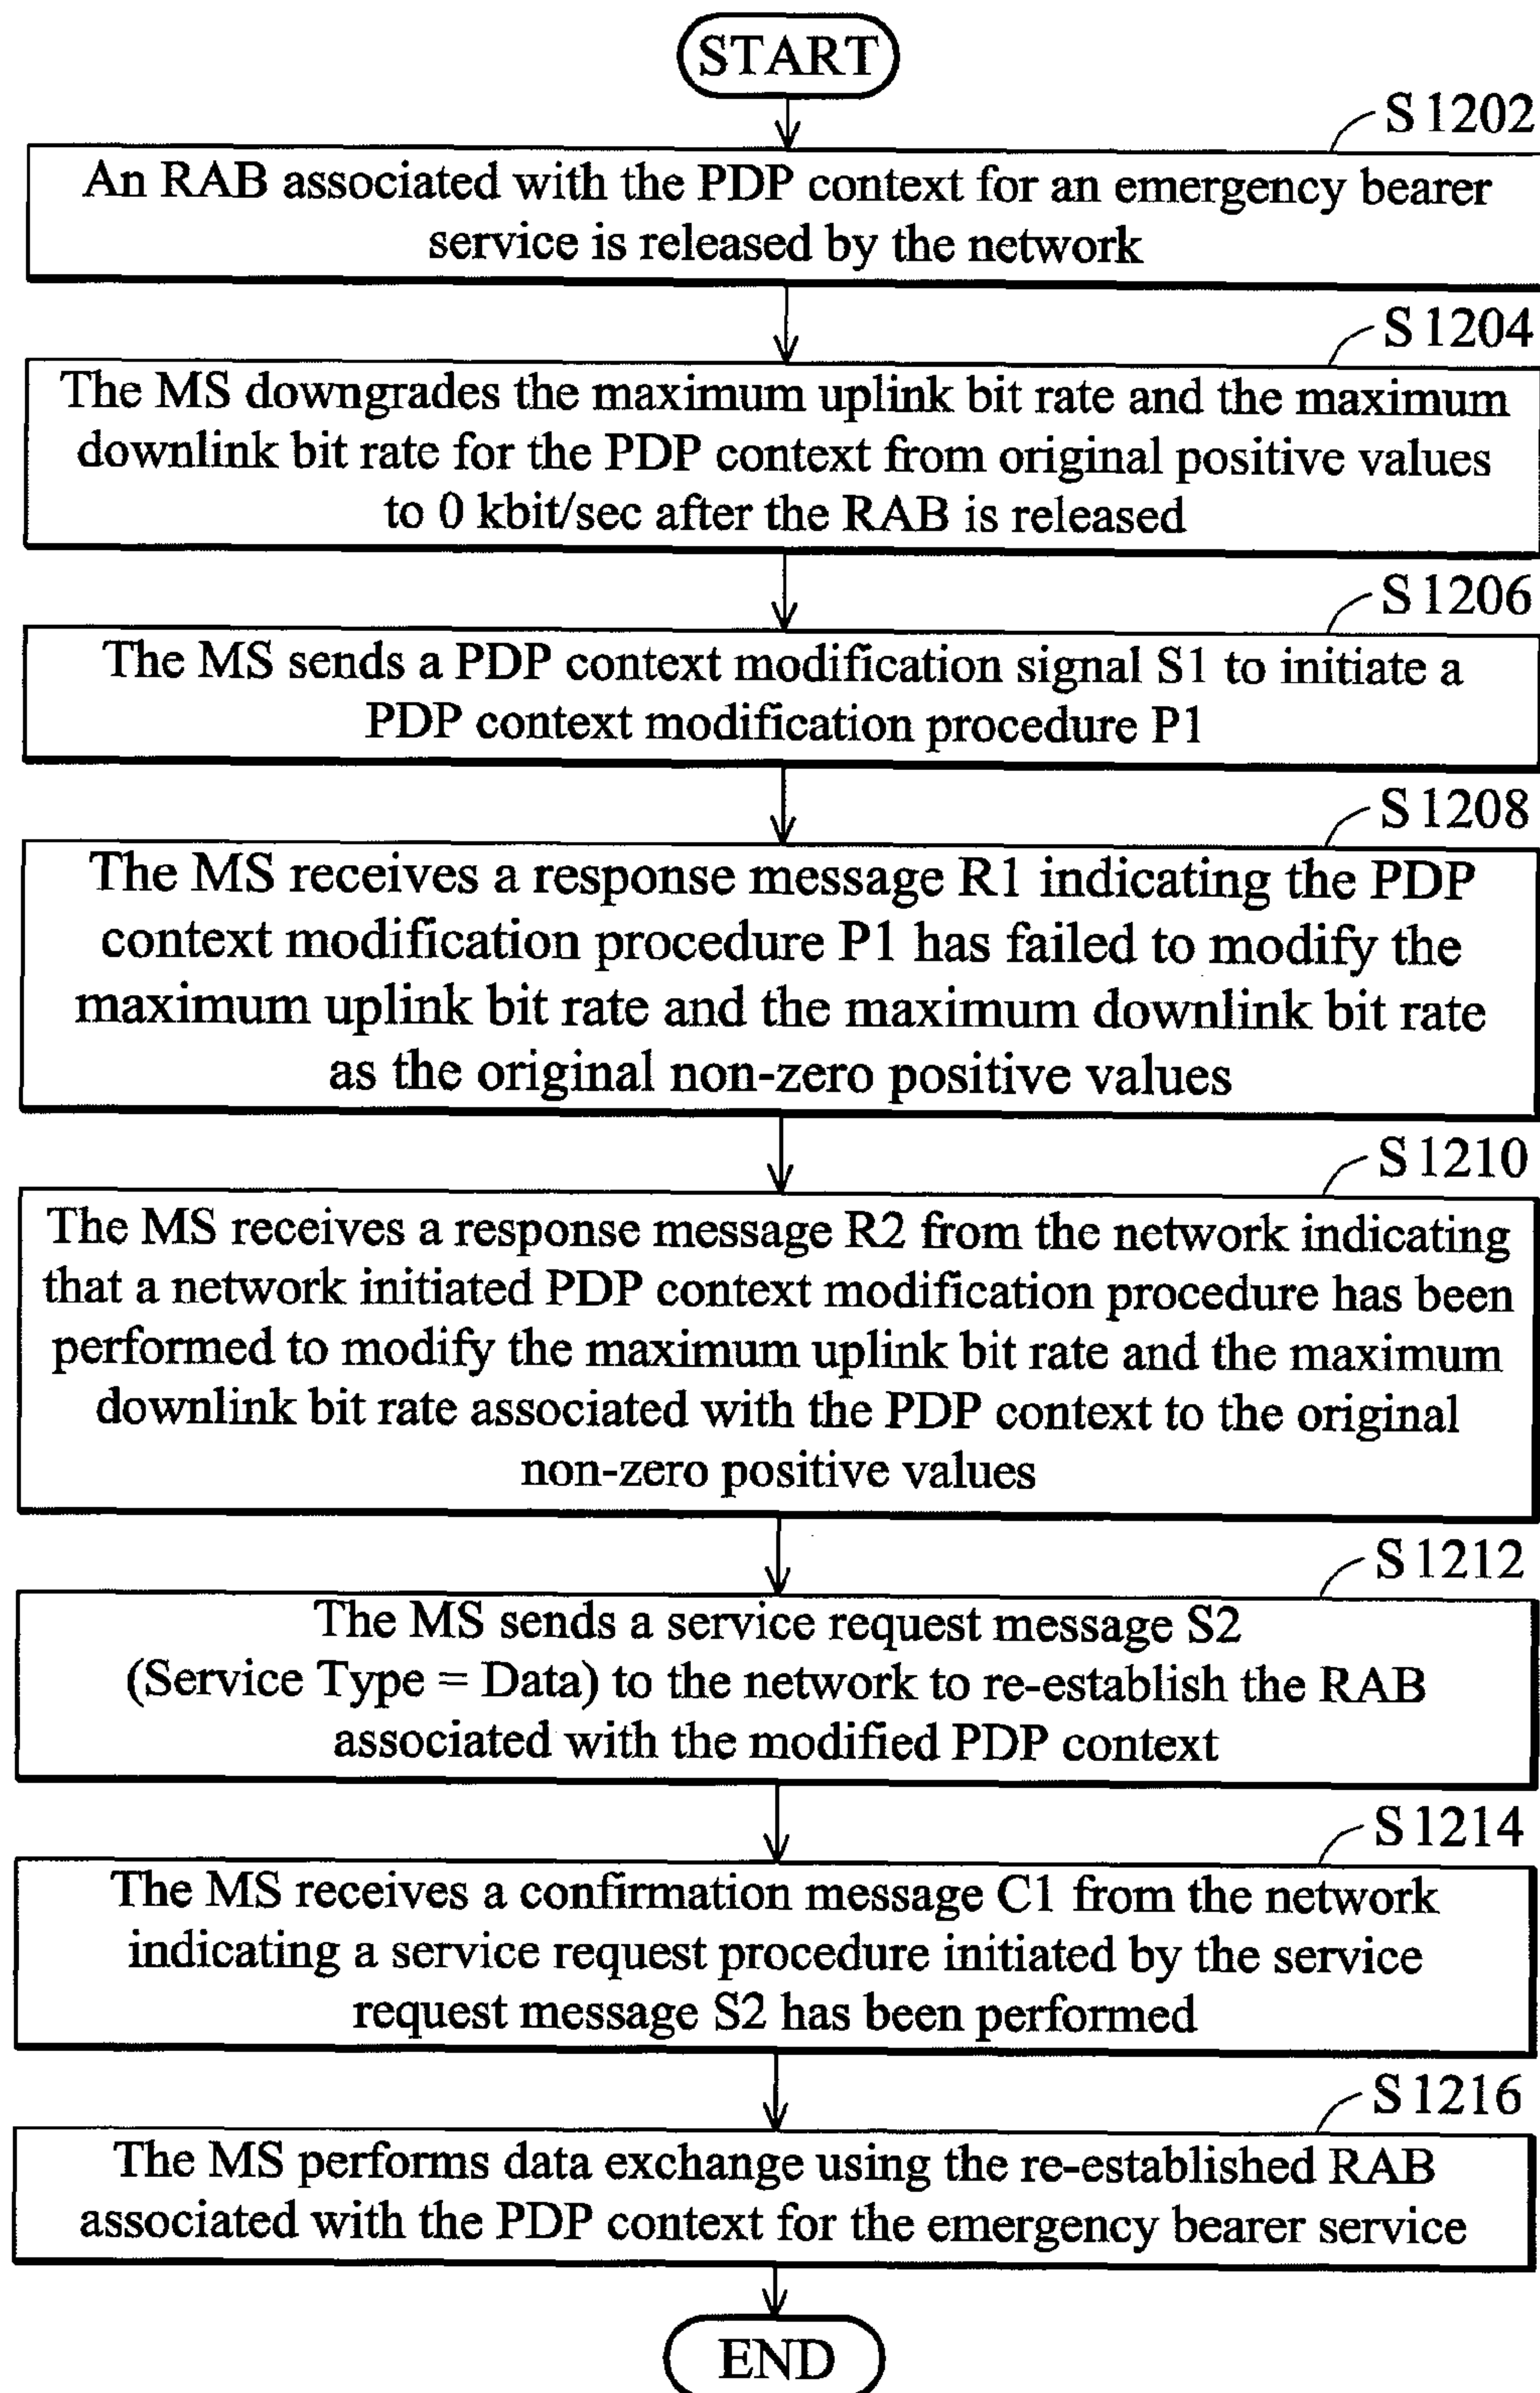 START
S1202
An RAB associated with the PDP context for an emergency bearer
service is released by the network
S1204
The MS downgrades the maximum uplink bit rate and the maximum
downlink bit rate for the PDP context from original positive values
to 0 kbit/sec after the RAB is released
S1206
The MS sends a PDP context modification signal S1 to initiate a
PDP context modification procedure P1
S1208
The MS receives a response message R1 indicating the PDP
context modification procedure P1 has failed to modify the
maximum uplink bit rate and the maximum downlink bit rate
as the original non-zero positive values
S1210
The MS receives a response message R2 from the network indicating
that a network initiated PDP context modification procedure has been
performed to modify the maximum uplink bit rate and the maximum
downlink bit rate associated with the PDP context to the original
non-zero positive values
S1212
The MS sends a service request message S2
(Service Type = Data) to the network to re-establish the RAB
associated with the modified PDP context
S1214
The MS receives a confirmation message C1 from the network
indicating a service request procedure initiated by the service
request message S2 has been performed
S1216
The MS performs data exchange using the re-established RAB
associated with the PDP context for the emergency bearer service
END